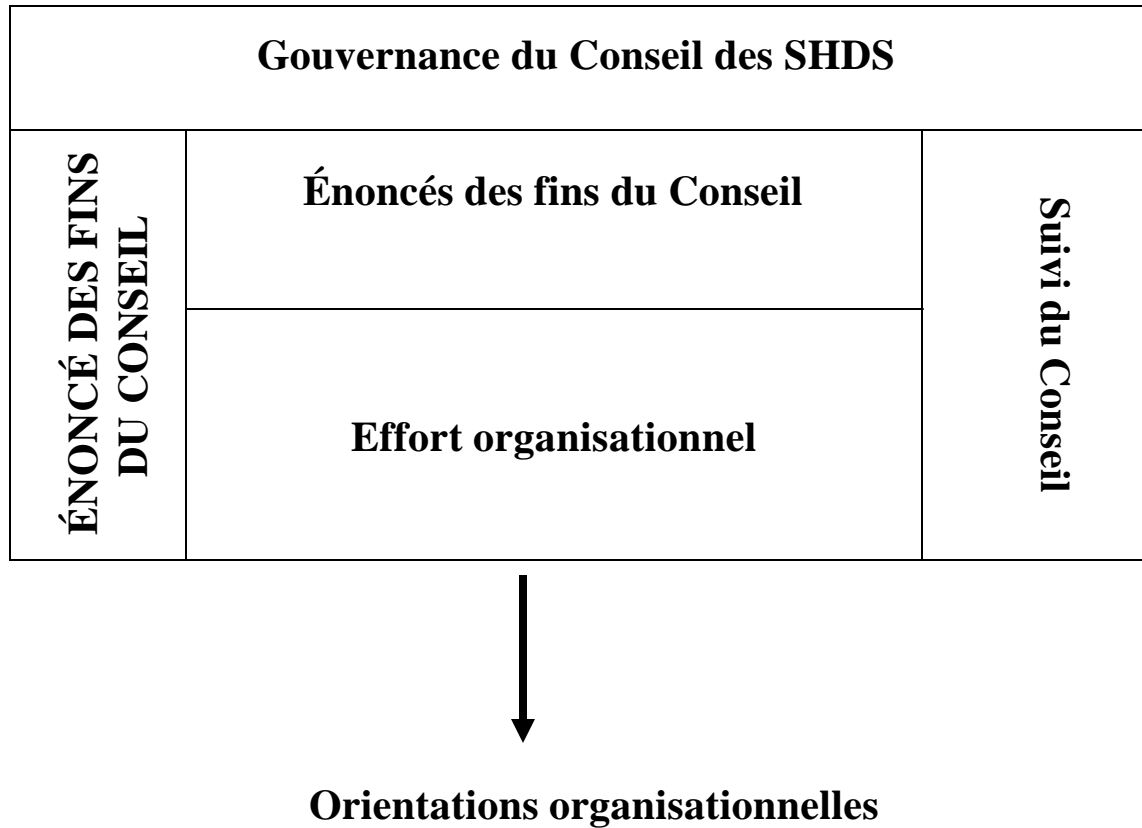 Gouvernance du Conseil des SHDS
ÉNONCÉ DES FINS
DU CONSEIL
Énoncés des fins du Conseil
Effort organisationnel
Suivi du Conseil
Orientations organisationnelles